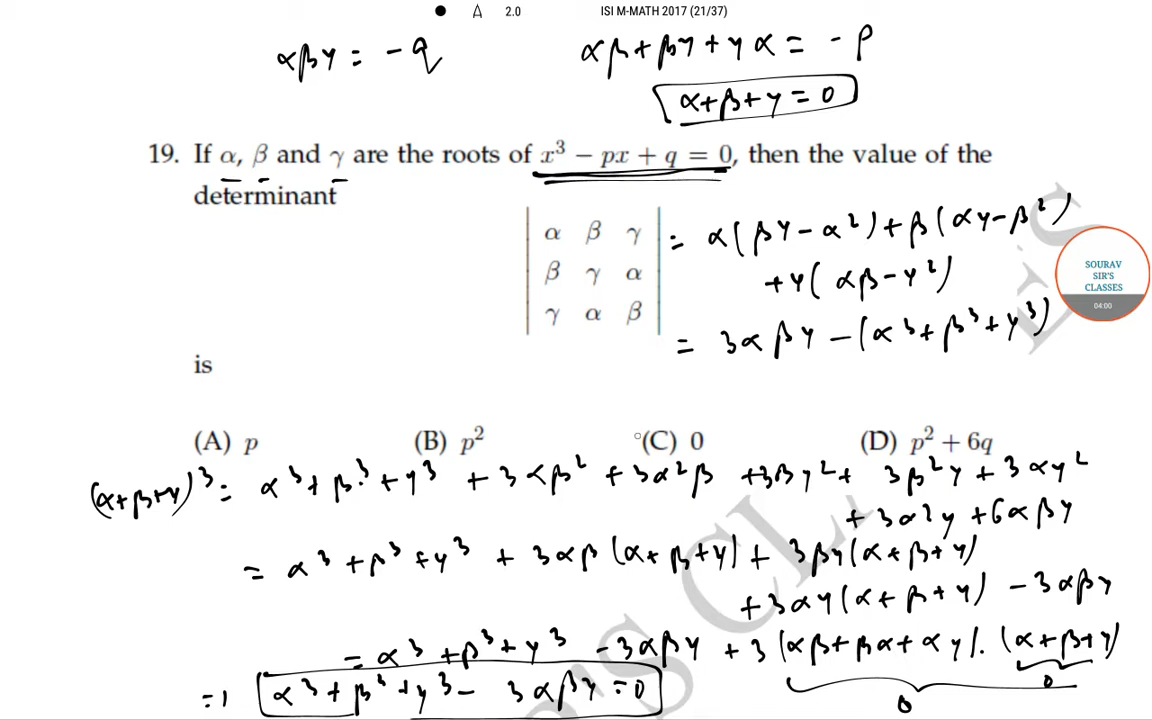 A 2.0 ISI M-MATH 2017 (21/37)
αβγ = -q
αβ+βγ+γα = -p
α+β+γ=0
19. If α, β and γ are the roots of x³ − px + q = 0, then the value of the
determinant
α β γ
β γ α
γ α β
= α(βγ-α²)+β(αγ-β²)
+γ(αβ-γ²)
= 3αβγ-(α³+β³+γ³)
is
SOURAV
SIR'S
CLASSES
04:00
(A) p (B) p² (C) 0 (D) p² + 6q
(α+β+γ)³= α³+β³+γ³ +3αβ² +3α²β +3βγ²+ 3β²γ+3αγ²
+3α²γ+6αβγ
= α³+β³+γ³ + 3αβ(α+β+γ)+ 3βγ(α+β+γ)
+3αγ(α+β+γ) -3αβγ
= α³+β³+γ³ -3αβγ +3(αβ+βα+αγ).(α+β+γ)
0
0
=) α³+β³+γ³- 3αβγ=0